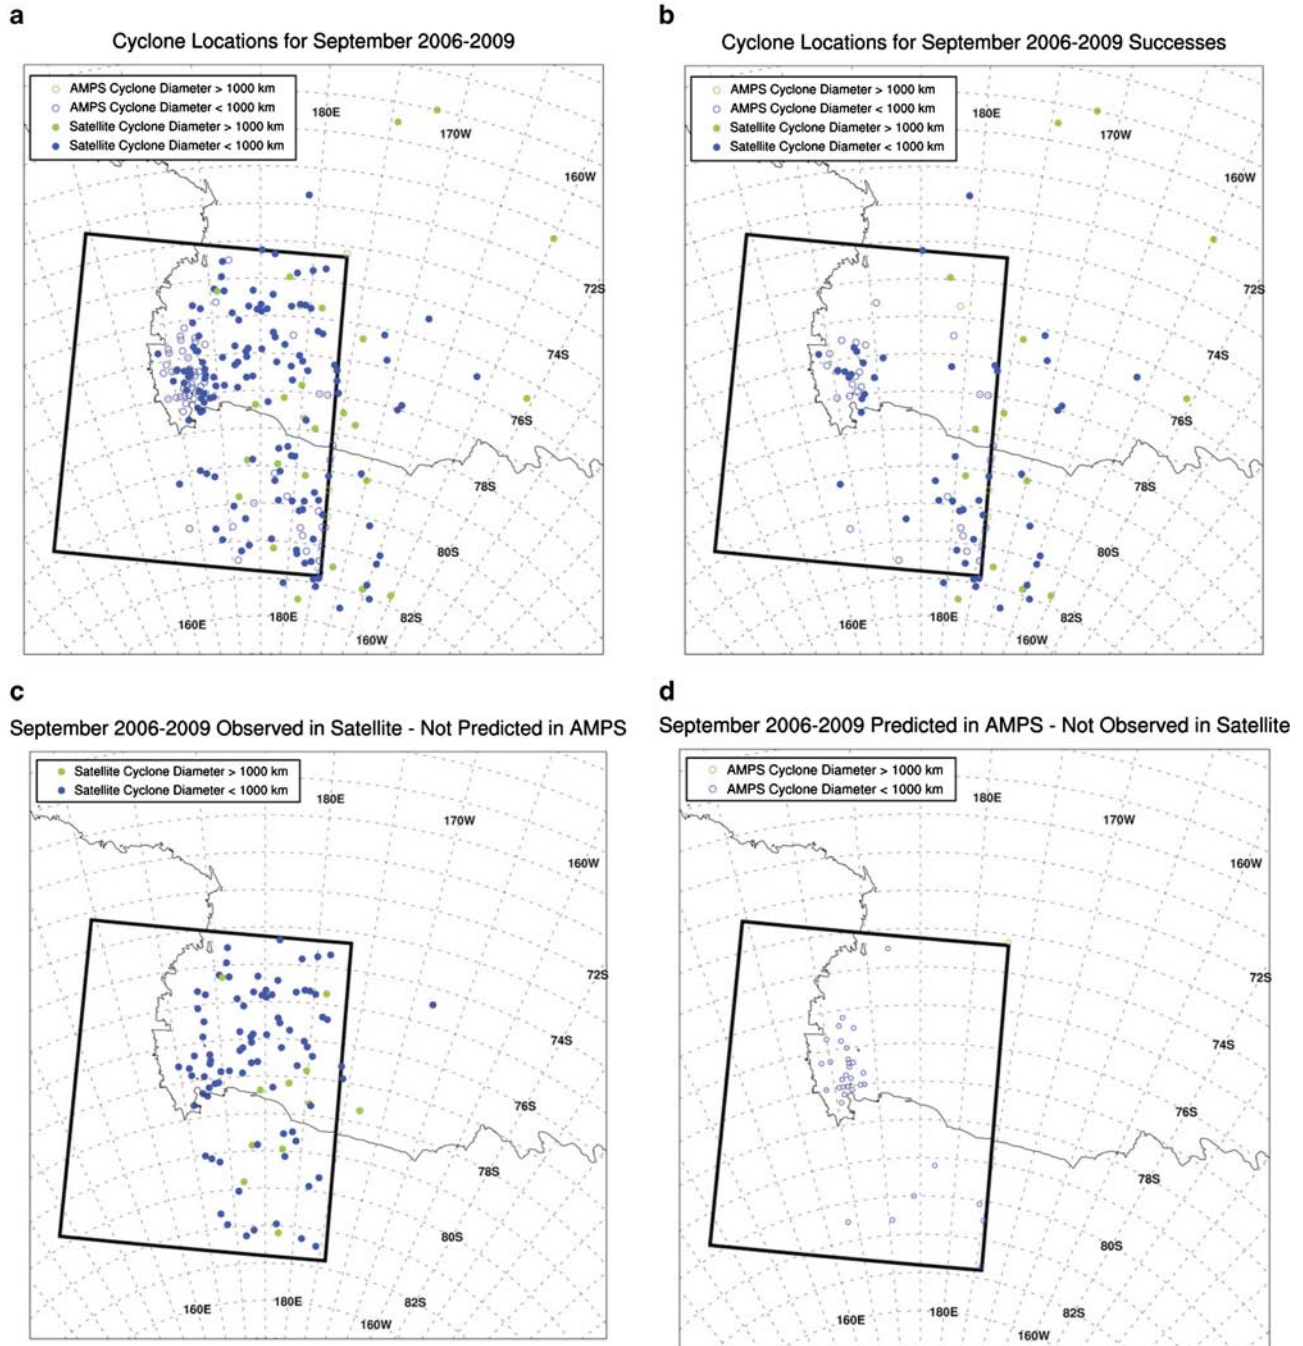 a
Cyclone Locations for September 2006-2009
AMPS Cyclone Diameter > 1000 km
AMPS Cyclone Diameter < 1000 km
Satellite Cyclone Diameter > 1000 km
Satellite Cyclone Diameter < 1000 km
180E
170W
160W
72S
74S
76S
78S
80S
82S
160E
180E
160W
b
Cyclone Locations for September 2006-2009 Successes
AMPS Cyclone Diameter > 1000 km
AMPS Cyclone Diameter < 1000 km
Satellite Cyclone Diameter > 1000 km
Satellite Cyclone Diameter < 1000 km
180E
170W
160W
72S
74S
76S
78S
80S
82S
160E
180E
160W
c
September 2006-2009 Observed in Satellite - Not Predicted in AMPS
Satellite Cyclone Diameter > 1000 km
Satellite Cyclone Diameter < 1000 km
180E
170W
160W
72S
74S
76S
78S
80S
82S
160E
180E
160W
d
September 2006-2009 Predicted in AMPS - Not Observed in Satellite
AMPS Cyclone Diameter > 1000 km
AMPS Cyclone Diameter < 1000 km
180E
170W
160W
72S
74S
76S
78S
80S
82S
160E
180E
160W